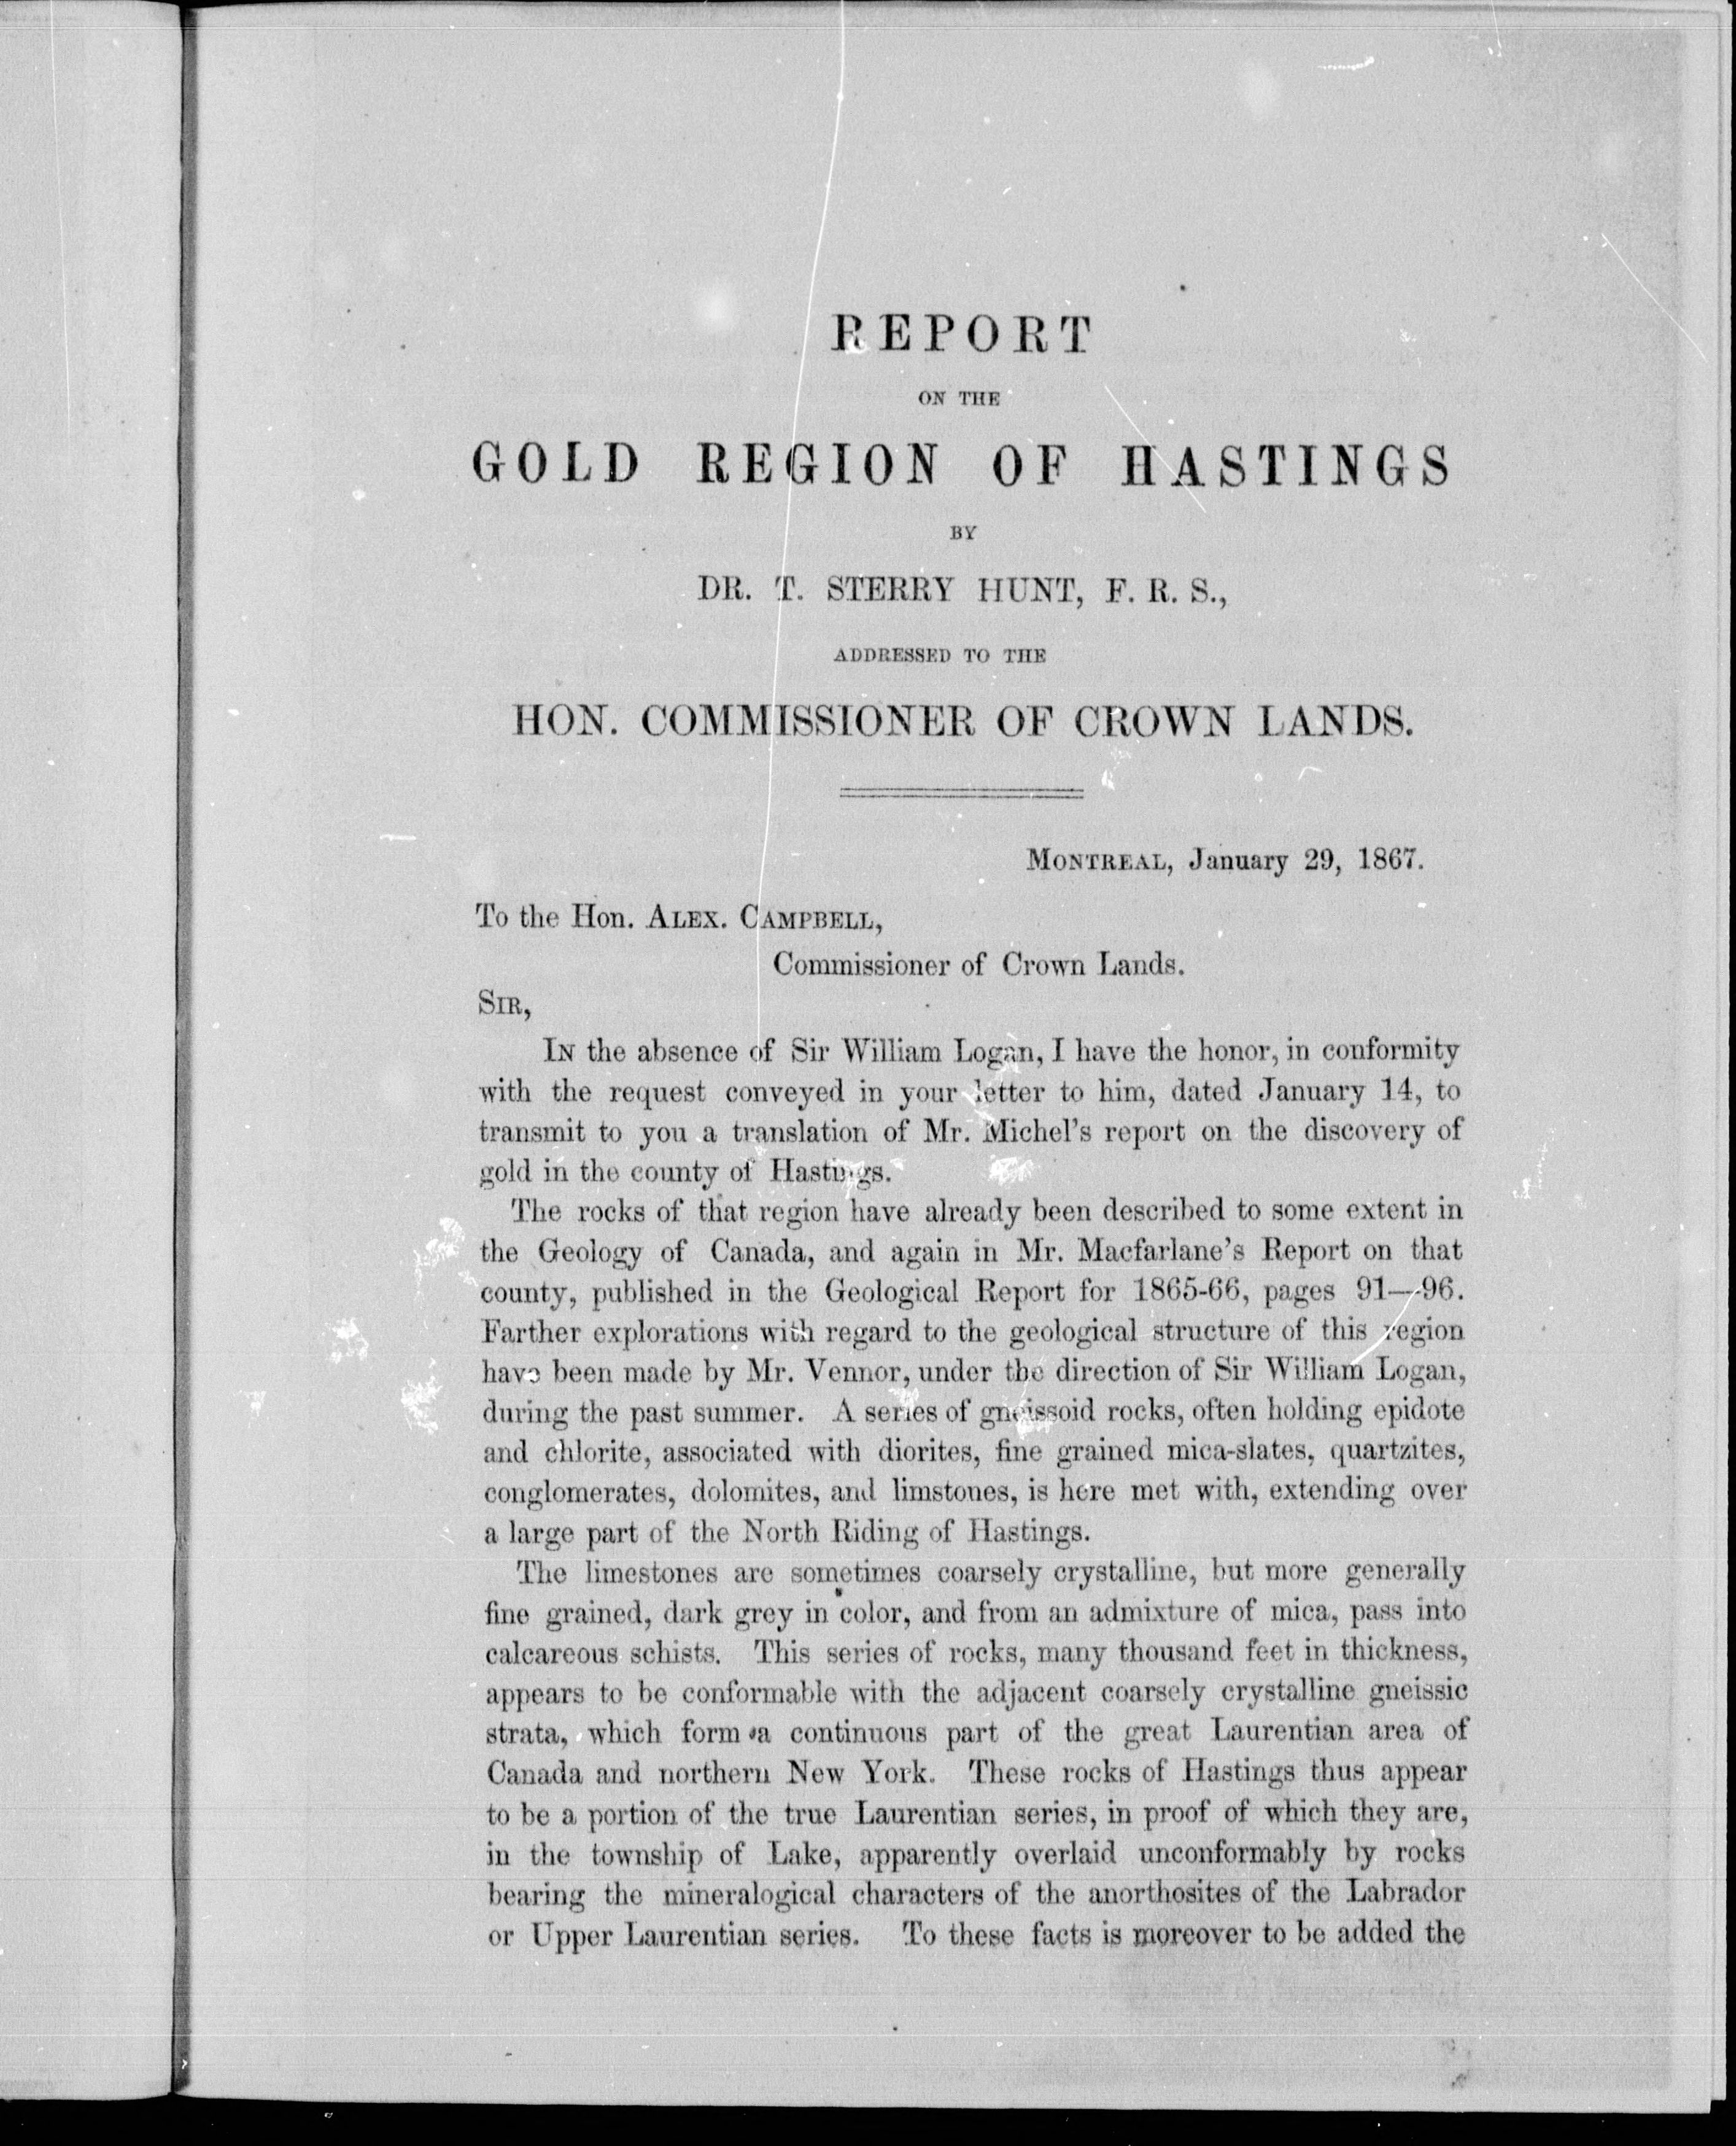 REPORT
ON THE
GOLD REGION OF HASTINGS
BY
DR. T. STERRY HUNT, F. R. S.,
ADDRESSED TO THE
HON. COMMISSIONER OF CROWN LANDS.
MONTREAL, January 29, 1867.
To the Hon. ALEX. CAMPBELL,
Commissioner of Crown Lands.
SIR,
IN the absence of Sir William Logan, I have the honor, in conformity
with the request conveyed in your letter to him, dated January 14, to
transmit to you a translation of Mr. Michel's report on the discovery of
gold in the county of Hastings.
The rocks of that region have already been described to some extent in
the Geology of Canada, and again in Mr. Macfarlane's Report on that
county, published in the Geological Report for 1865-66, pages 91—96.
Farther explorations with regard to the geological structure of this region
have been made by Mr. Vennor, under the direction of Sir William Logan,
during the past summer. A series of gneissoid rocks, often holding epidote
and chlorite, associated with diorites, fine grained mica-slates, quartzites,
conglomerates, dolomites, and limstones, is here met with, extending over
a large part of the North Riding of Hastings.
The limestones are sometimes coarsely crystalline, but more generally
fine grained, dark grey in color, and from an admixture of mica, pass into
calcareous schists. This series of rocks, many thousand feet in thickness,
appears to be conformable with the adjacent coarsely crystalline gneissic
strata, which form a continuous part of the great Laurentian area of
Canada and northern New York. These rocks of Hastings thus appear
to be a portion of the true Laurentian series, in proof of which they are,
in the township of Lake, apparently overlaid unconformably by rocks
bearing the mineralogical characters of the anorthosites of the Labrador
or Upper Laurentian series. To these facts is moreover to be added the